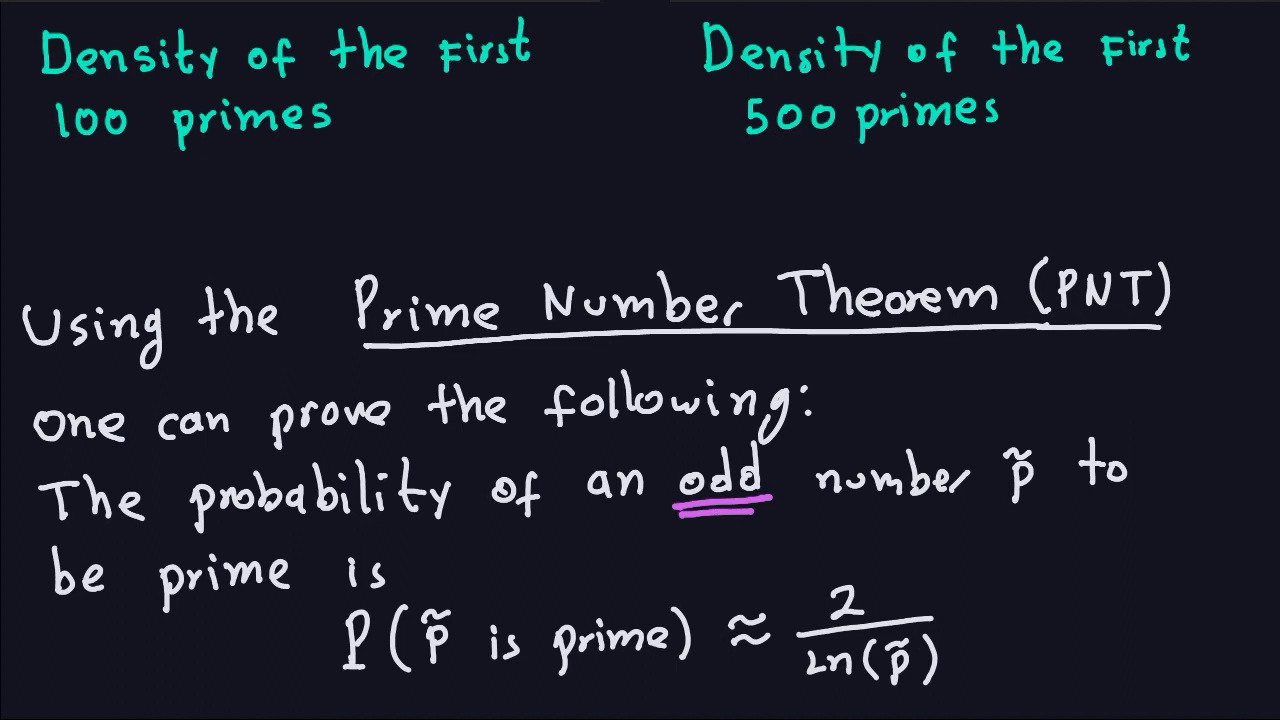 Density of the First
100 primes
Density of the First
500 primes
Using the Prime Number Theorem (PNT)
one can prove the following:
The probability of an odd number p̃ to
be prime is
P(p̃ is prime) ≈ 2/Ln(p̃)